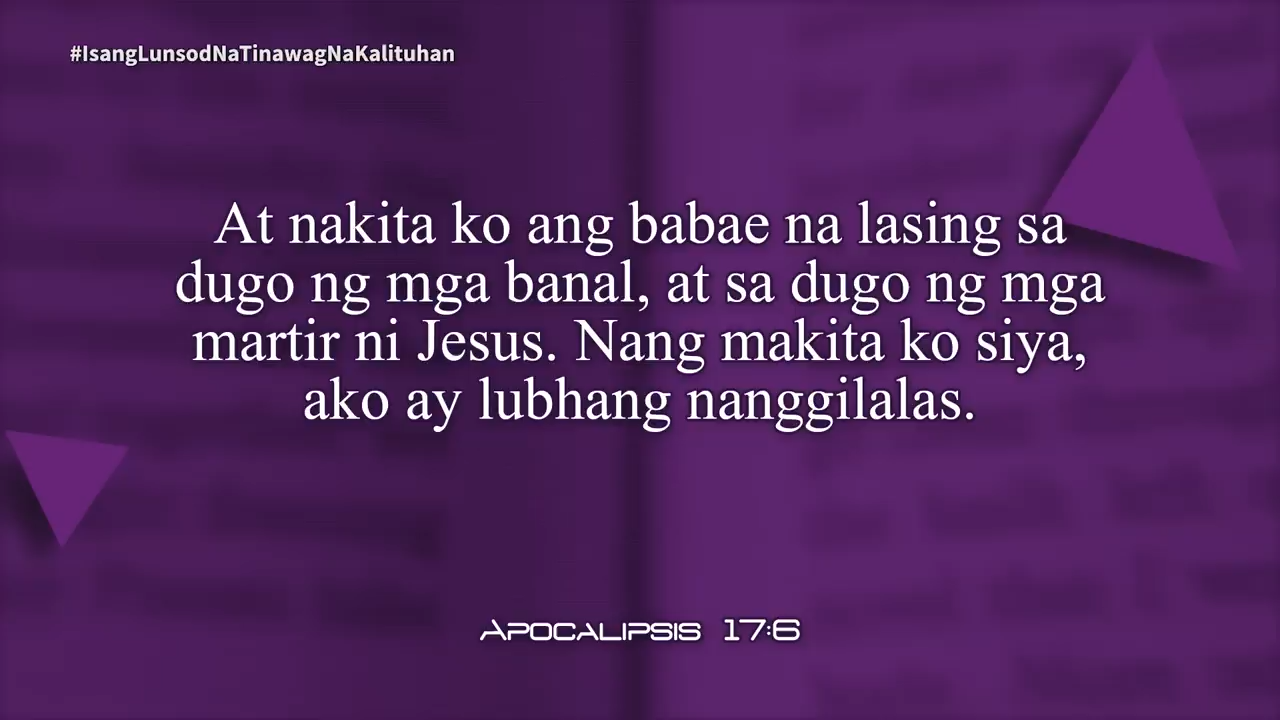 #IsangLunsodNaTinawagNaKalituhan
At nakita ko ang babae na lasing sa
dugo ng mga banal, at sa dugo ng mga
martir ni Jesus. Nang makita ko siya,
ako ay lubhang nanggilalas.
Apocalipsis 17:6